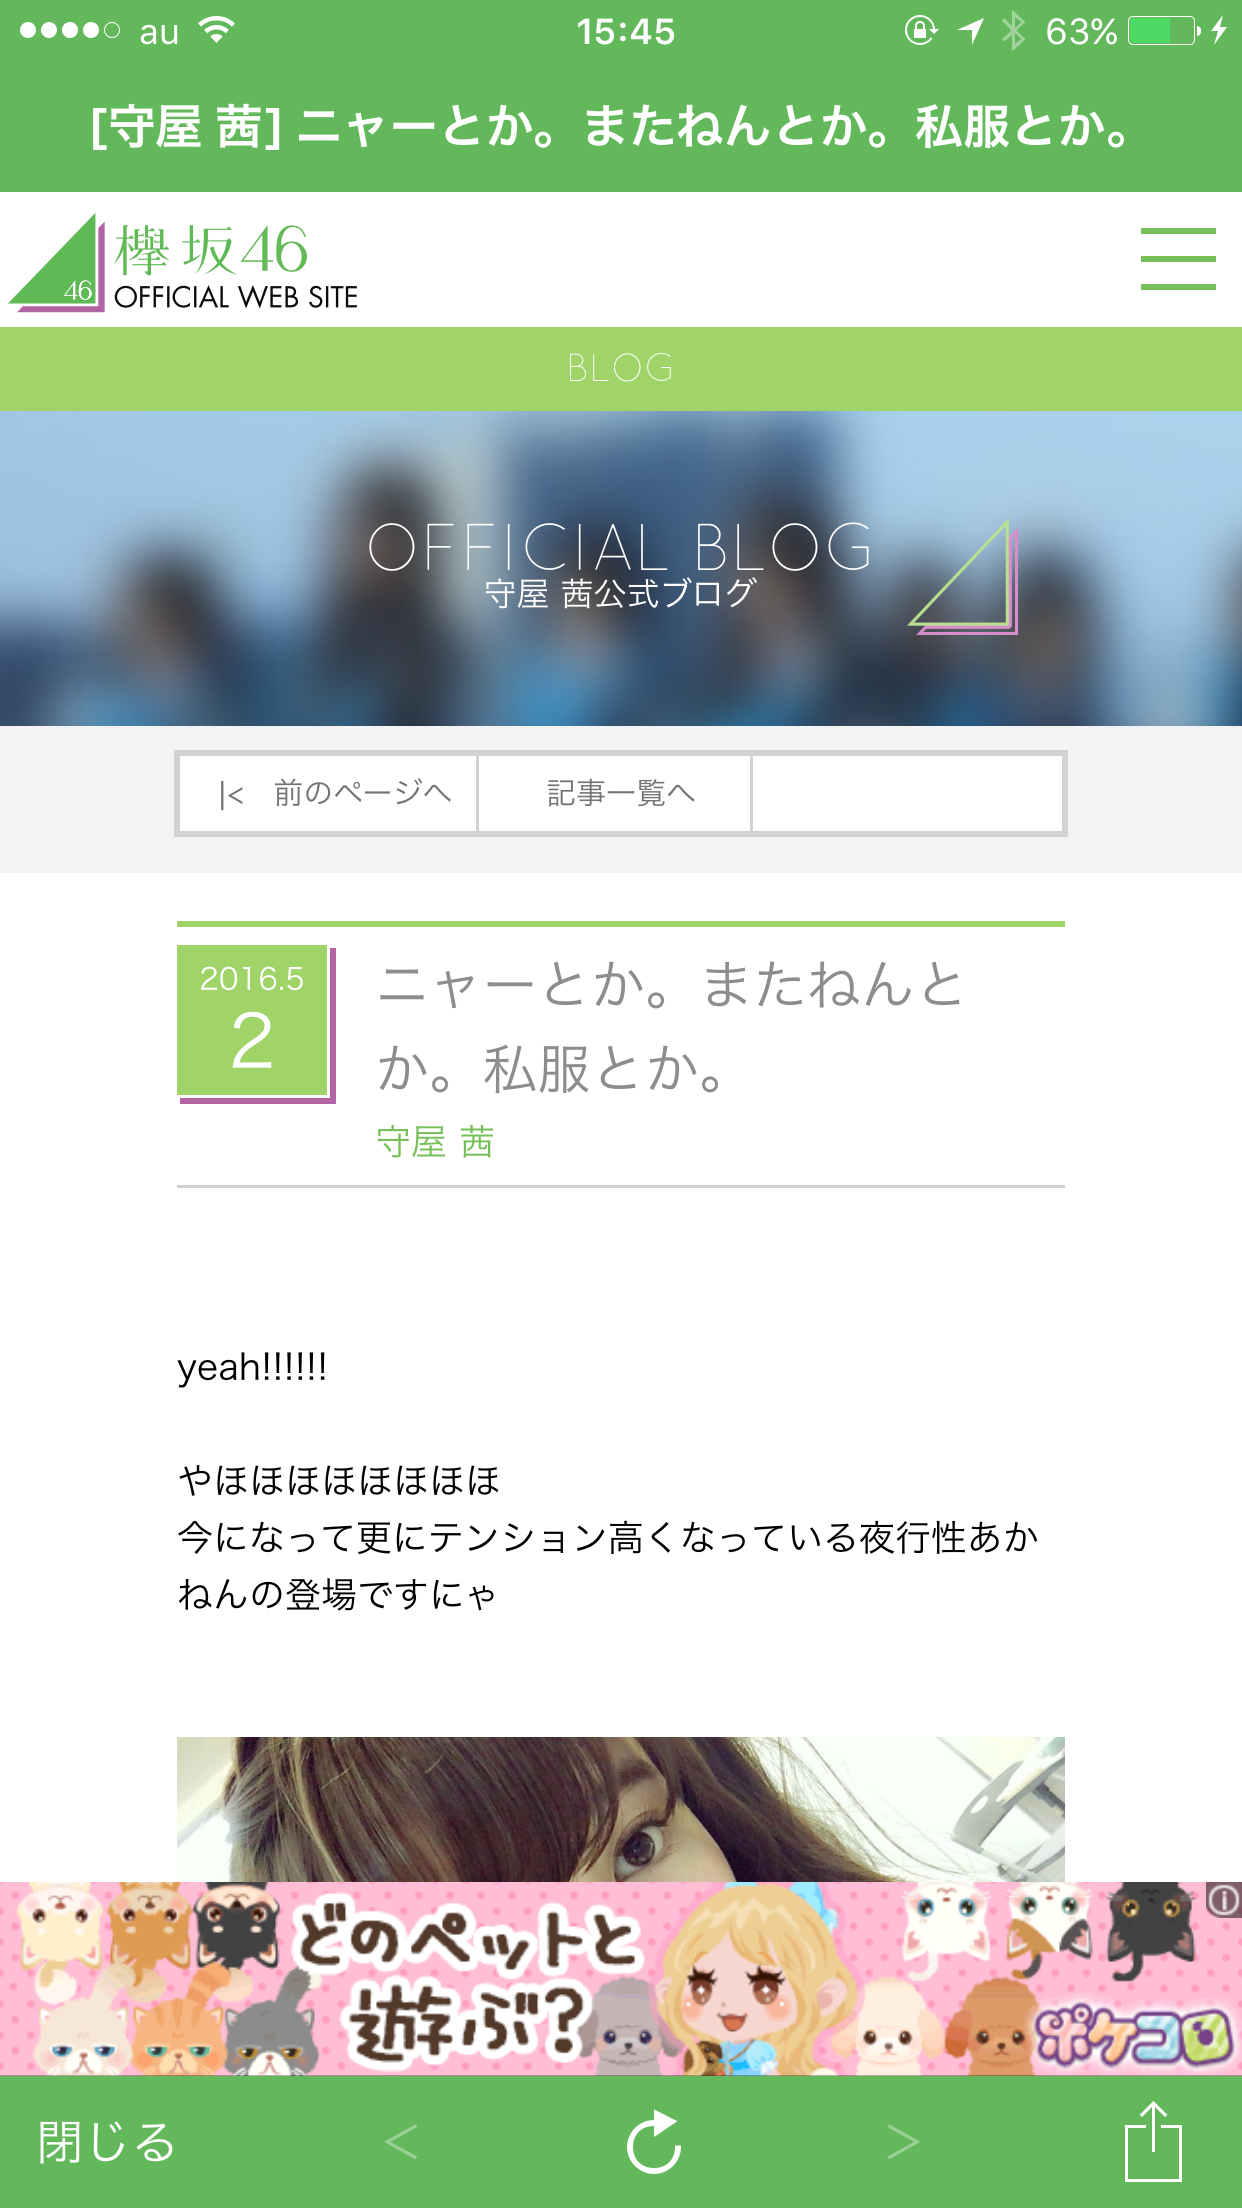 au 15:45 63%
[守屋 茜] ニャーとか。またねんとか。私服とか。
46
欅坂46
OFFICIAL WEB SITE
BLOG
OFFICIAL BLOG
守屋 茜公式ブログ
|< 前のページへ 記事一覧へ
2016.5
2
ニャーとか。またねんと
か。私服とか。
守屋 茜
yeah!!!!!!
やほほほほほほほほ
今になって更にテンション高くなっている夜行性あか
ねんの登場ですにゃ
どのペットと
遊ぶ?
ポケコロ
閉じる < >